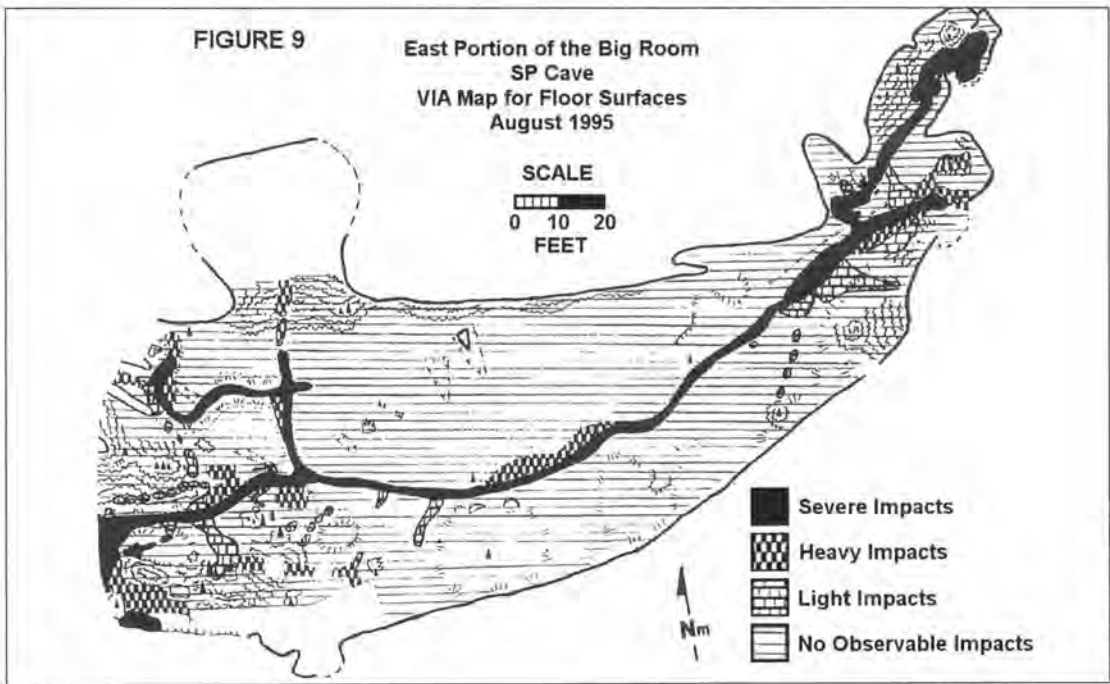 FIGURE 9
East Portion of the Big Room
SP Cave
VIA Map for Floor Surfaces
August 1995
SCALE
0 10 20
FEET
Severe Impacts
Heavy Impacts
Light Impacts
No Observable Impacts
Nm